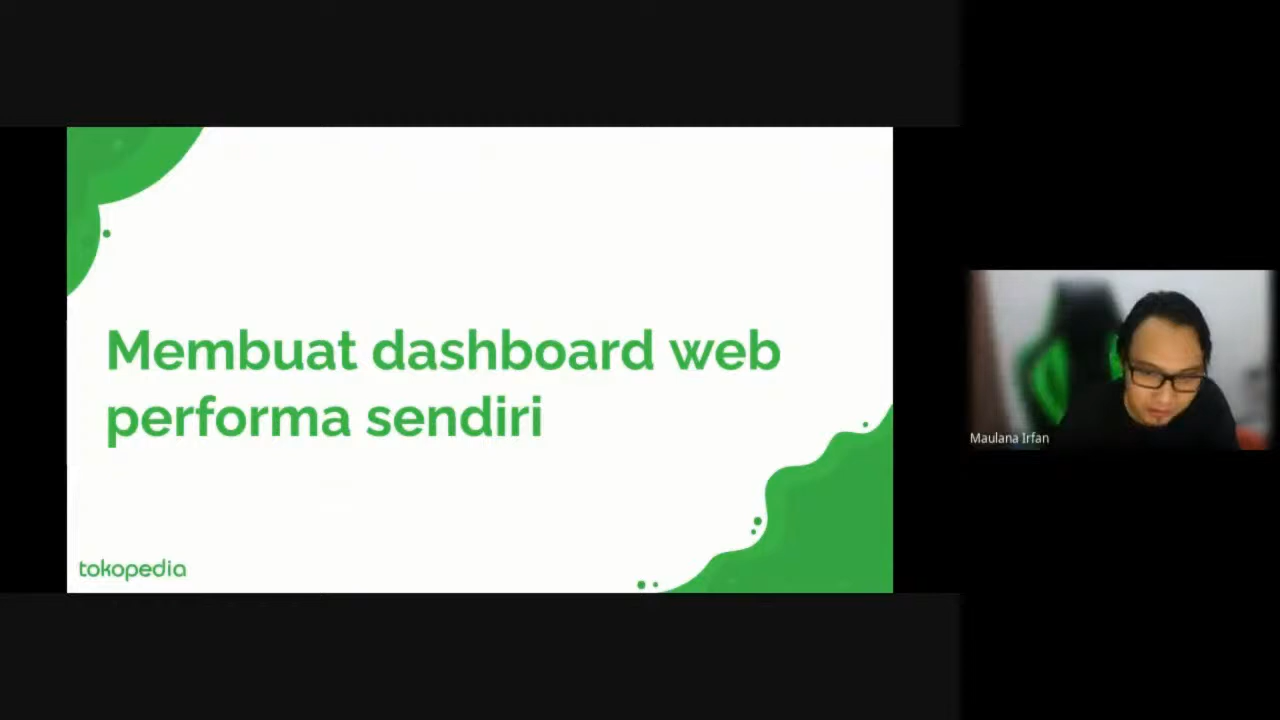 Membuat dashboard web
performa sendiri
tokopedia
Maulana Irfan